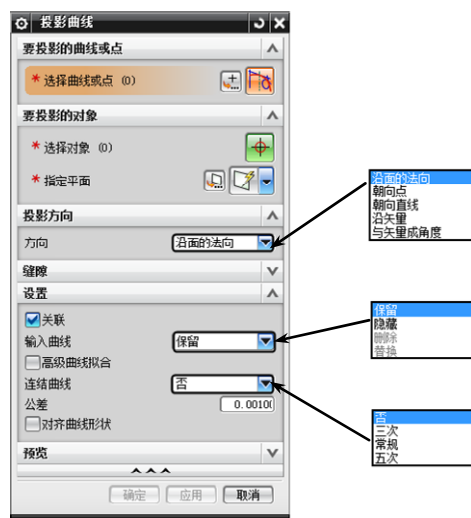 投影曲线
要投影的曲线或点
* 选择曲线或点 (0)
要投影的对象
* 选择对象 (0)
* 指定平面
投影方向
方向 沿面的法向
缝隙
设置
关联
输入曲线 保留
高级曲线拟合
连结曲线 否
公差 0.00100
对齐曲线形状
预览
确定 应用 取消
沿面的法向
朝向点
朝向直线
沿矢量
与矢量成角度
保留
隐藏
删除
替换
否
三次
常规
五次